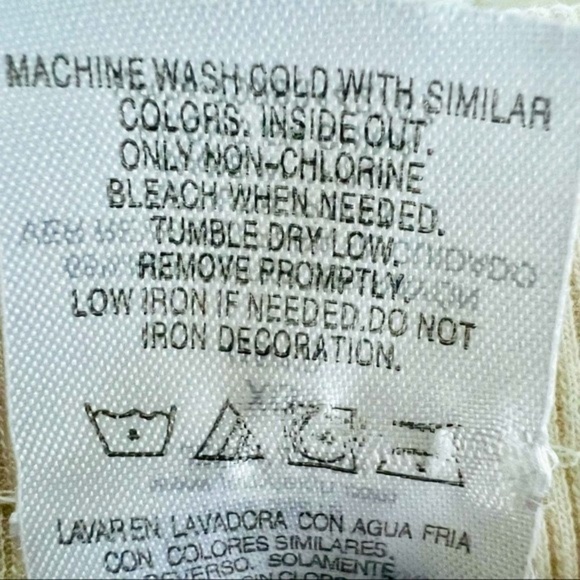 MACHINE WASH COLD WITH SIMILAR
COLORS. INSIDE OUT.
ONLY NON-CHLORINE
BLEACH WHEN NEEDED.
TUMBLE DRY LOW.
REMOVE PROMPTLY.
LOW IRON IF NEEDED.DO NOT
IRON DECORATION.
LAVAR EN LAVADORA CON AGUA FRIA
CON COLORES SIMILARES.
REVERSO. SOLAMENTE